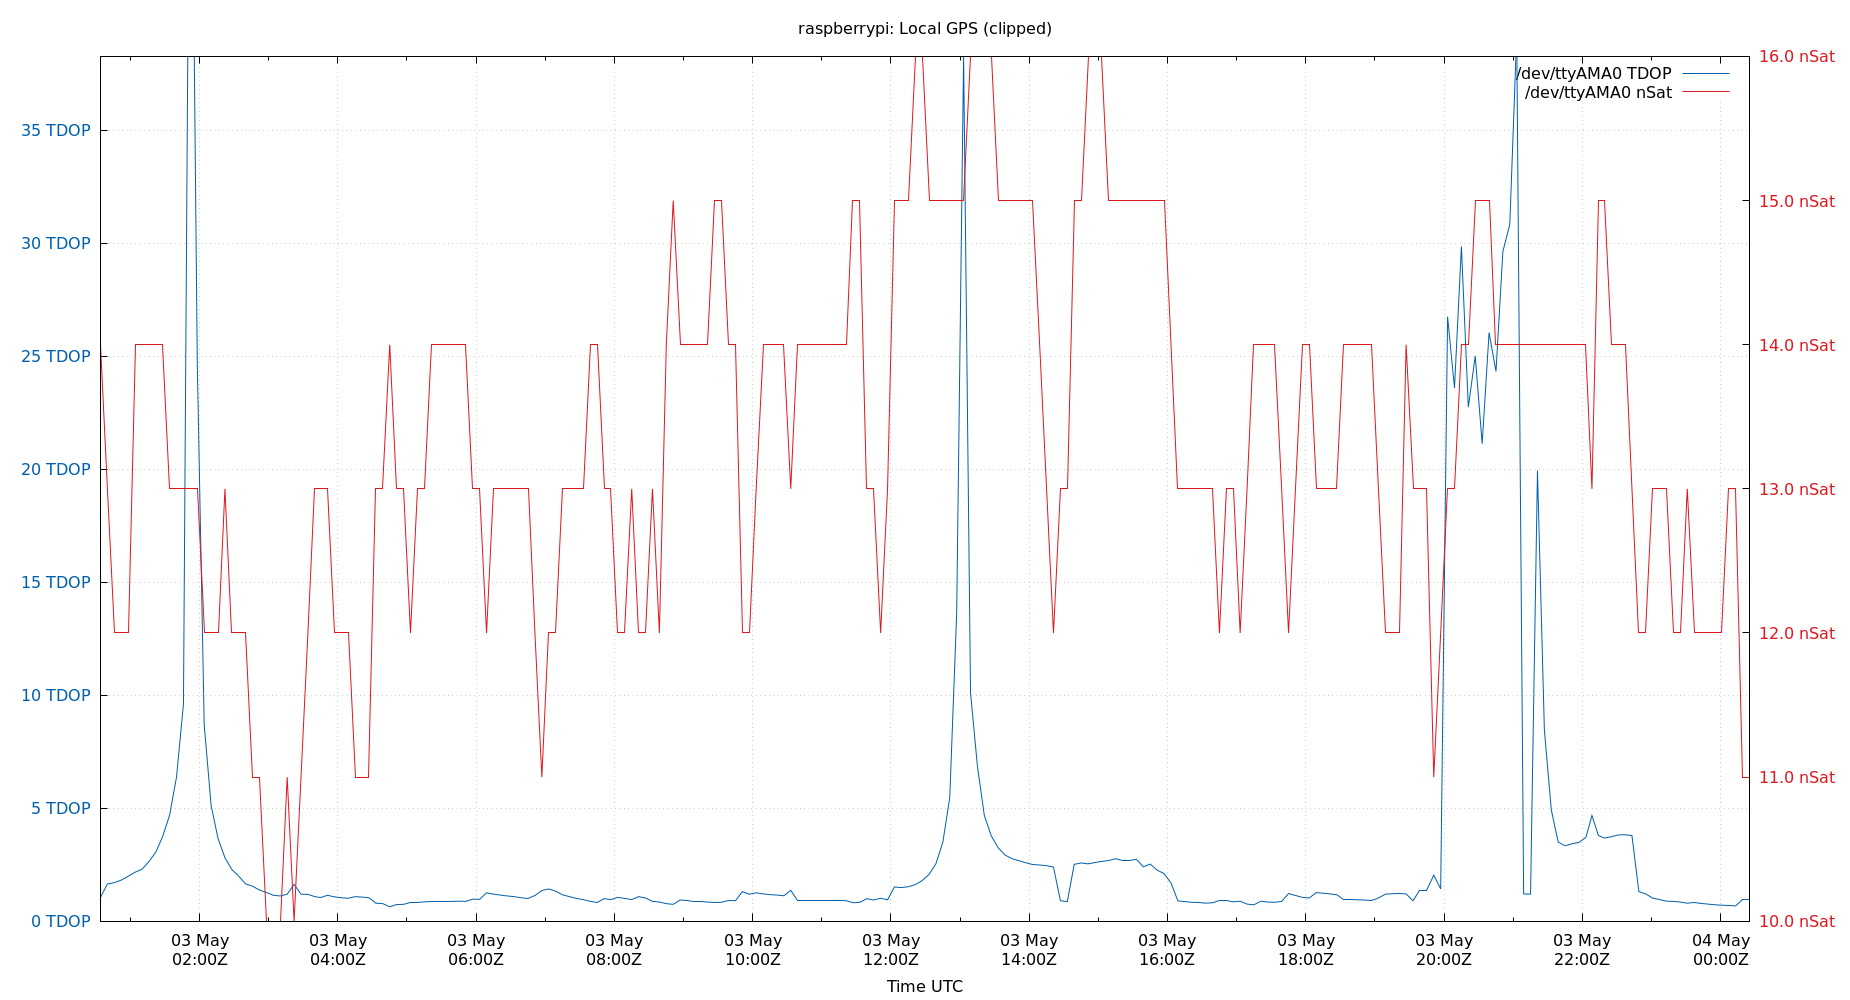 raspberrypi: Local GPS (clipped)
/dev/ttyAMA0 TDOP
/dev/ttyAMA0 nSat
35 TDOP
30 TDOP
25 TDOP
20 TDOP
15 TDOP
10 TDOP
5 TDOP
0 TDOP
16.0 nSat
15.0 nSat
14.0 nSat
13.0 nSat
12.0 nSat
11.0 nSat
10.0 nSat
03 May
02:00Z
03 May
04:00Z
03 May
06:00Z
03 May
08:00Z
03 May
10:00Z
03 May
12:00Z
03 May
14:00Z
03 May
16:00Z
03 May
18:00Z
03 May
20:00Z
03 May
22:00Z
04 May
00:00Z
Time UTC